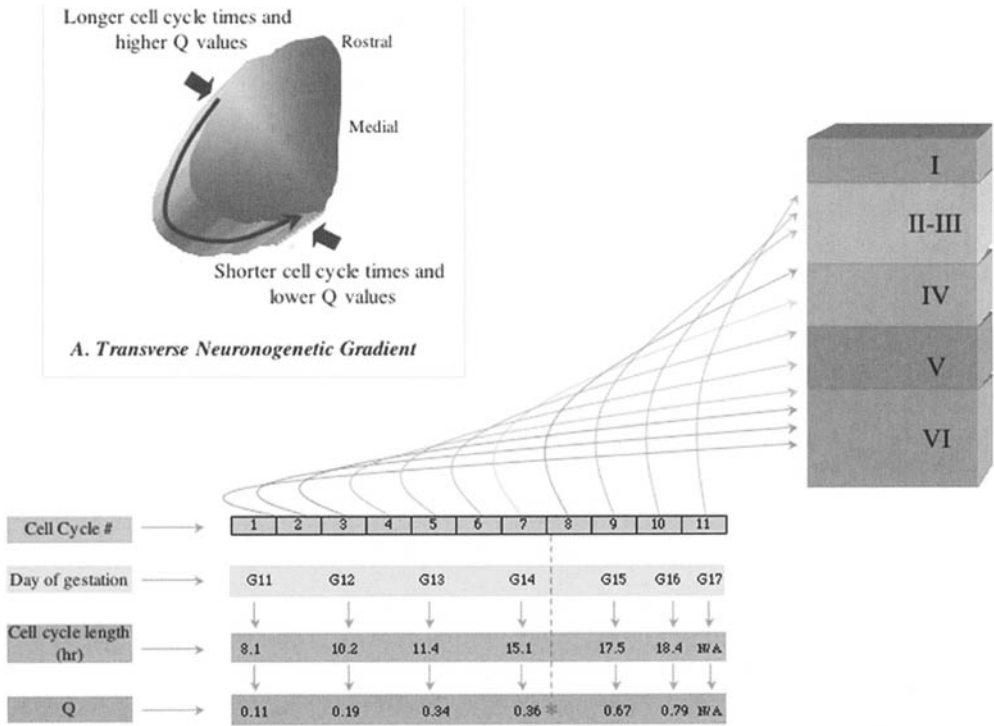 Longer cell cycle times and
higher Q values
Rostral
Medial
Shorter cell cycle times and
lower Q values
A. Transverse Neuronogenetic Gradient
I
II-III
IV
V
VI
Cell Cycle #
1 2 3 4 5 6 7 8 9 10 11
Day of gestation
G11 G12 G13 G14 G15 G16 G17
Cell cycle length
(hr)
8.1 10.2 11.4 15.1 17.5 18.4 N/A
Q
0.11 0.19 0.34 0.36 * 0.67 0.79 N/A